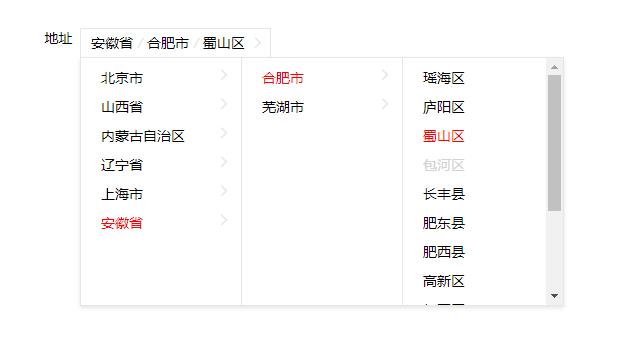 地址 安徽省 / 合肥市 / 蜀山区
北京市
山西省
内蒙古自治区
辽宁省
上海市
安徽省
合肥市
芜湖市
瑶海区
庐阳区
蜀山区
包河区
长丰县
肥东县
肥西县
高新区